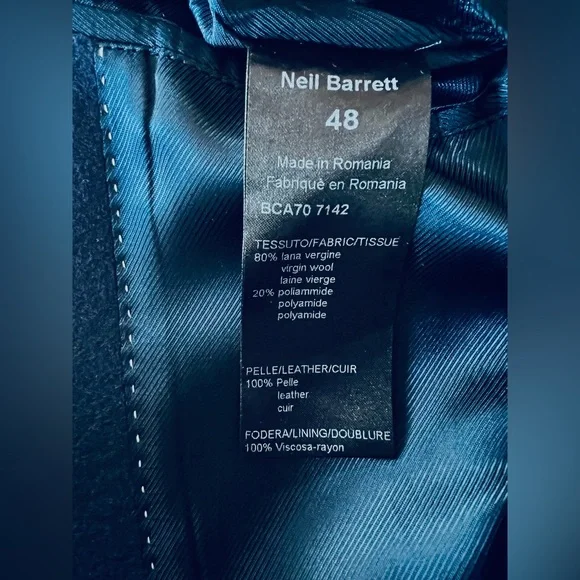 Neil Barrett
48
Made in Romania
Fabriquè en Romania
BCA70 7142
TESSUTO/FABRIC/TISSUE
80% lana vergine
virgin wool
laine vierge
20% poliammide
polyamide
polyamide
PELLE/LEATHER/CUIR
100% Pelle
leather
cuir
FODERA/LINING/DOUBLURE
100% Viscosa-rayon